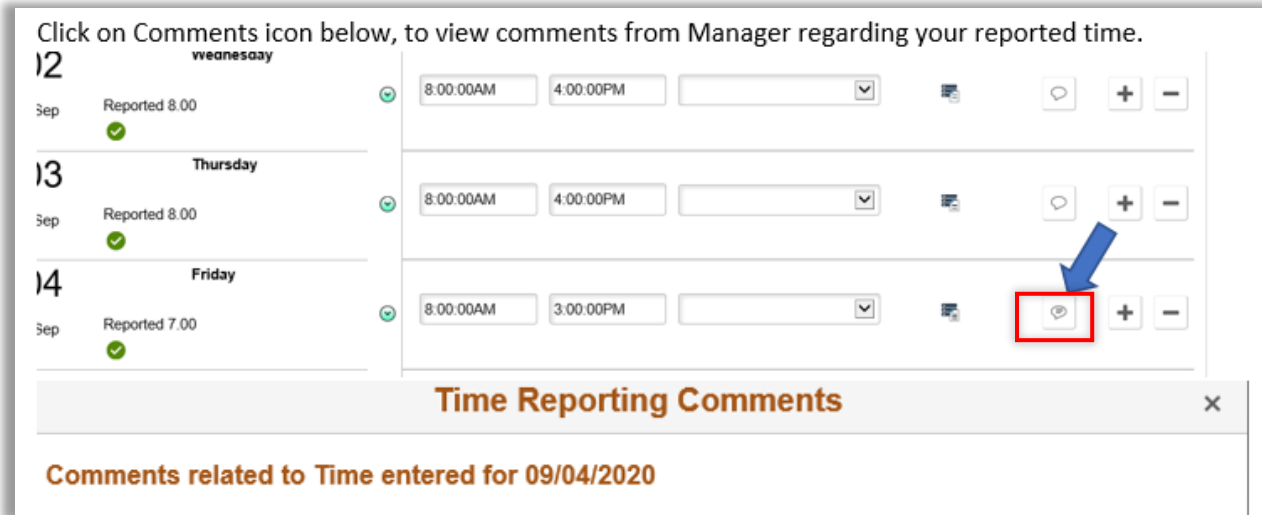 Click on Comments icon below, to view comments from Manager regarding your reported time.
02 Wednesday
8:00:00AM 4:00:00PM
Sep Reported 8.00
03 Thursday
8:00:00AM 4:00:00PM
Sep Reported 8.00
04 Friday
8:00:00AM 3:00:00PM
Sep Reported 7.00
Time Reporting Comments ×
Comments related to Time entered for 09/04/2020